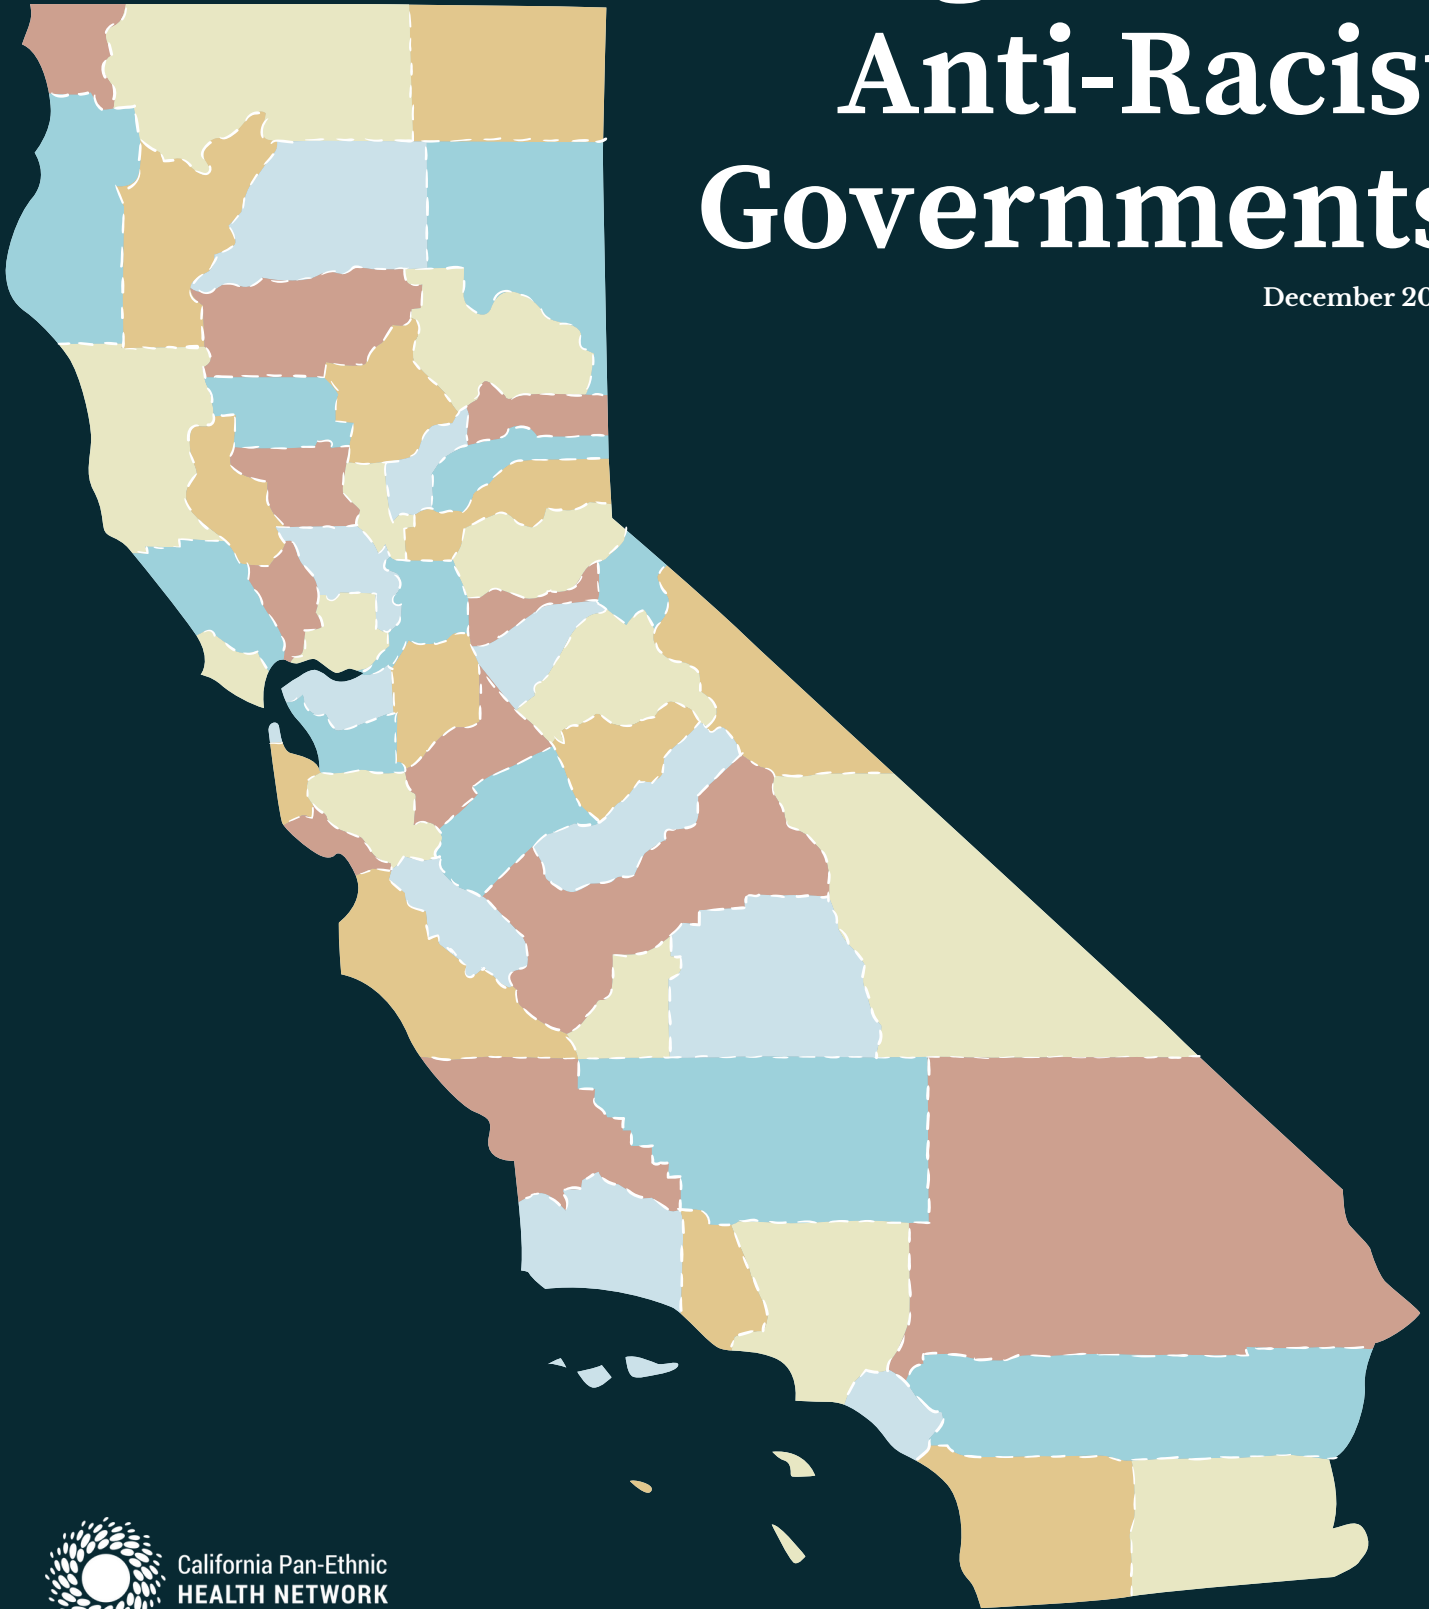 Anti-Racis
Governments
December 20
California Pan-Ethnic
HEALTH NETWORK